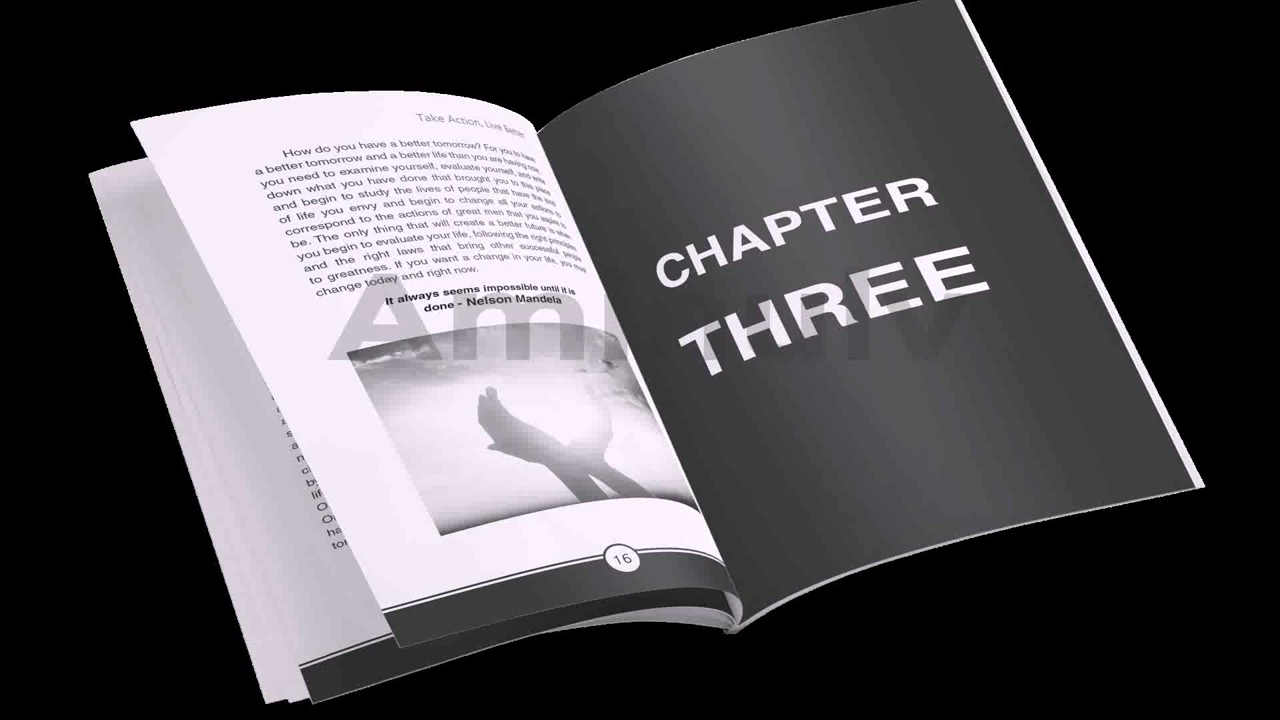 Take Action, Live Better
How do you have a better tomorrow? For you to have
a better tomorrow and a better life than you are having now,
you need to examine yourself, evaluate yourself, and write
down what you have done that brought you to this place
and begin to study the lives of people that have the kind
of life you envy and begin to change all your actions to
correspond to the actions of great men that you aspire to
be. The only thing that will create a better future is when
you begin to evaluate your life, following the right principles
and the right laws that bring other successful people
to greatness. If you want a change in your life, you must
change today and right now.
It always seems impossible until it is
done - Nelson Mandela
16
CHAPTER
THREE